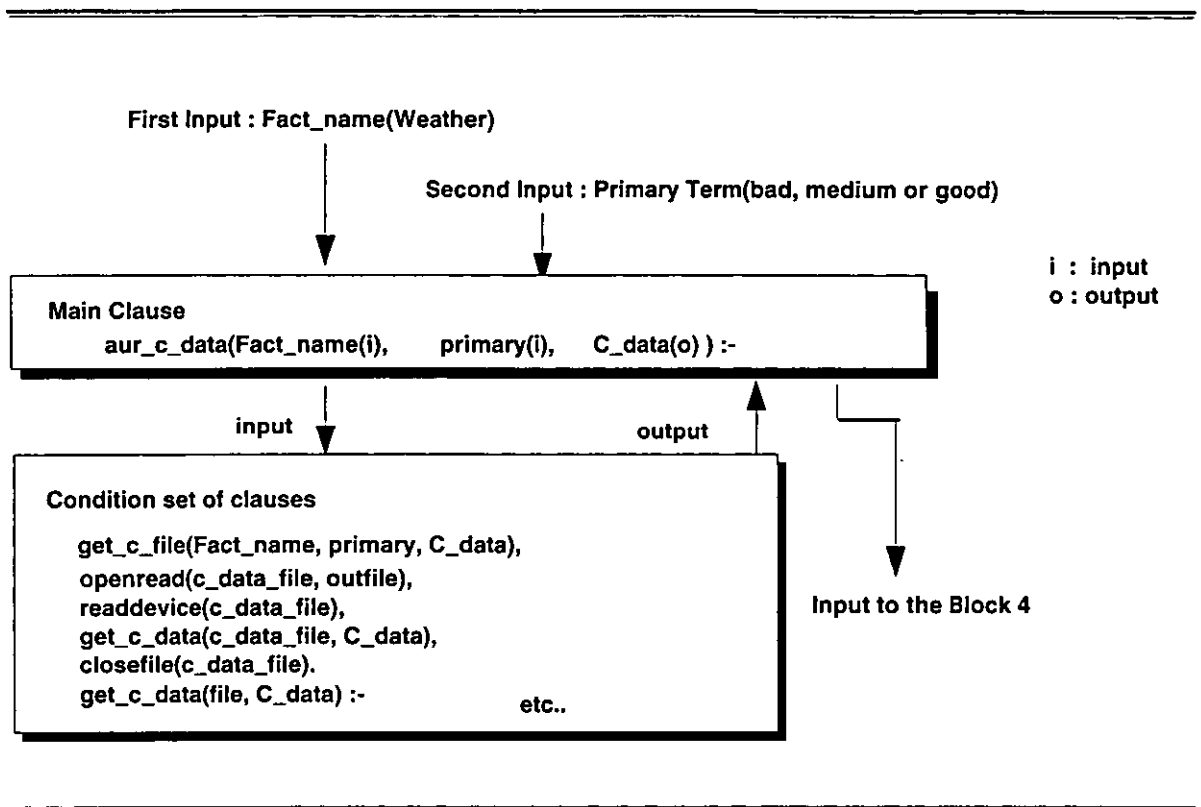 First Input : Fact_name(Weather)
Second Input : Primary Term(bad, medium or good)
i : input
o : output
Main Clause
aur_c_data(Fact_name(i), primary(i), C_data(o) ) :-
input
output
Condition set of clauses
get_c_file(Fact_name, primary, C_data),
openread(c_data_file, outfile),
readdevice(c_data_file),
get_c_data(c_data_file, C_data),
closefile(c_data_file).
get_c_data(file, C_data) :-
etc..
Input to the Block 4